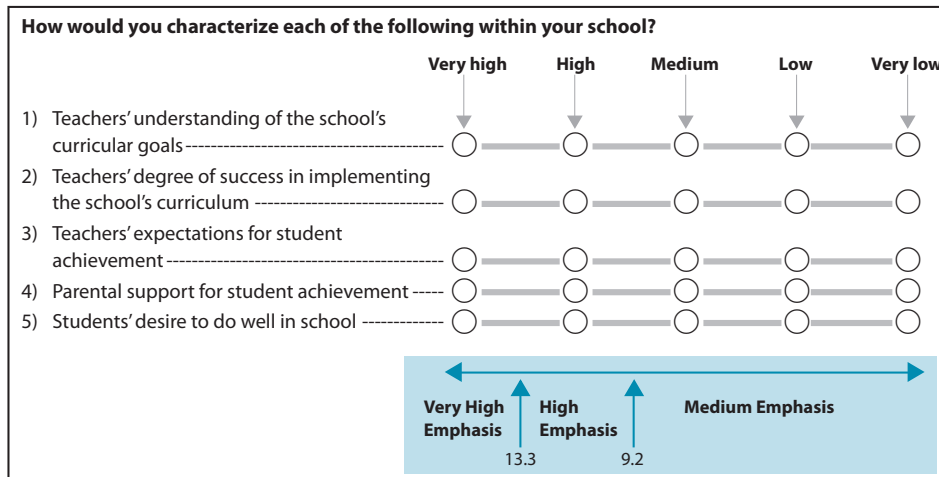 How would you characterize each of the following within your school?
Very high High Medium Low Very low
1) Teachers' understanding of the school's
curricular goals
2) Teachers' degree of success in implementing
the school's curriculum
3) Teachers' expectations for student
achievement
4) Parental support for student achievement
5) Students' desire to do well in school
Very High High Medium Emphasis
Emphasis Emphasis
13.3 9.2